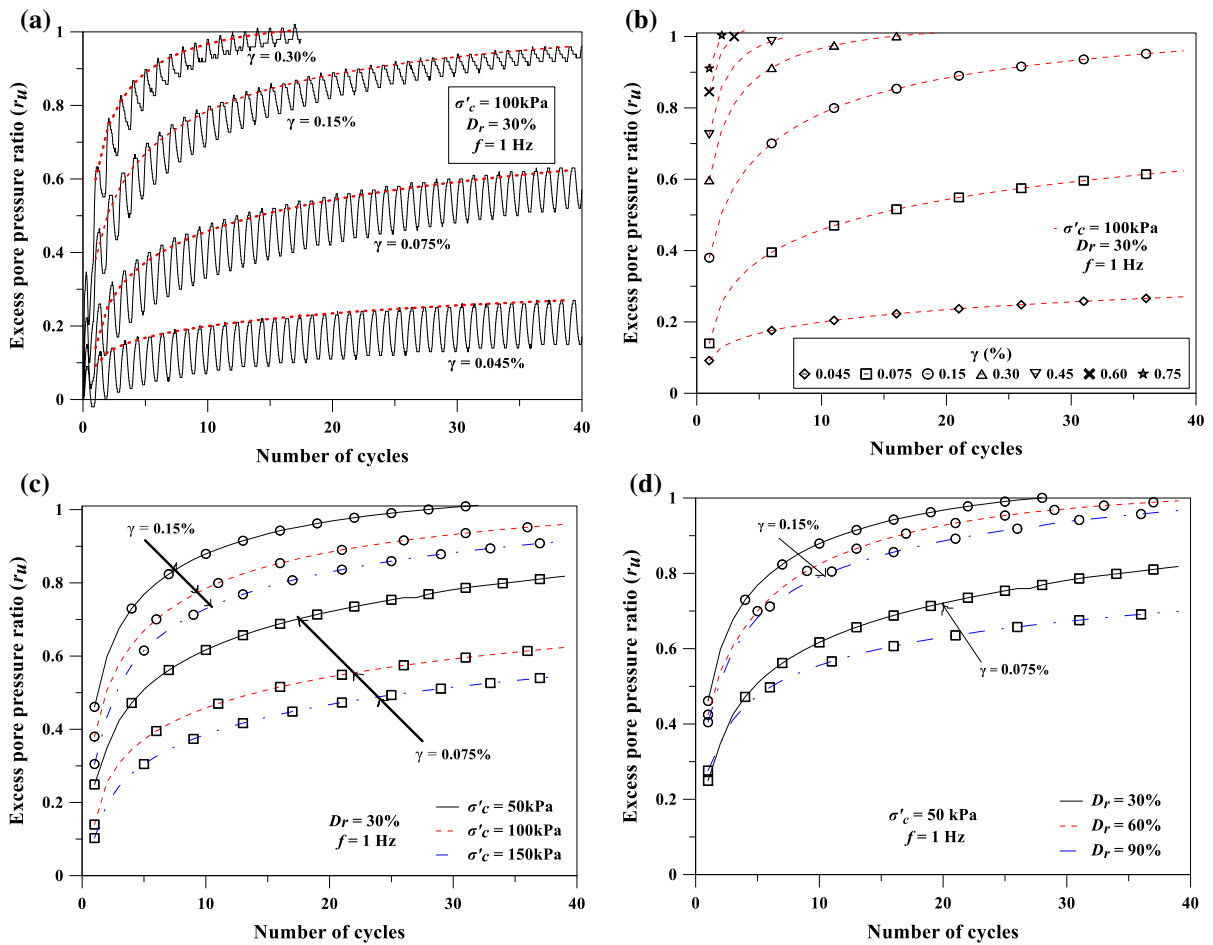 (a)
Excess pore pressure ratio (ru)
1
0.8
0.6
0.4
0.2
0
γ = 0.30%
γ = 0.15%
γ = 0.075%
γ = 0.045%
σ'c = 100kPa
Dr = 30%
f = 1 Hz
0 10 20 30 40
Number of cycles
(b)
Excess pore pressure ratio (ru)
1
0.8
0.6
0.4
0.2
0
σ'c = 100kPa
Dr = 30%
f = 1 Hz
γ (%)
0.045 0.075 0.15 0.30 0.45 0.60 0.75
0 10 20 30 40
Number of cycles
(c)
Excess pore pressure ratio (ru)
1
0.8
0.6
0.4
0.2
0
γ = 0.15%
γ = 0.075%
Dr = 30%
f = 1 Hz
σ'c = 50kPa
σ'c = 100kPa
σ'c = 150kPa
0 10 20 30 40
Number of cycles
(d)
Excess pore pressure ratio (ru)
1
0.8
0.6
0.4
0.2
0
γ = 0.15%
γ = 0.075%
σ'c = 50 kPa
f = 1 Hz
Dr = 30%
Dr = 60%
Dr = 90%
0 10 20 30 40
Number of cycles